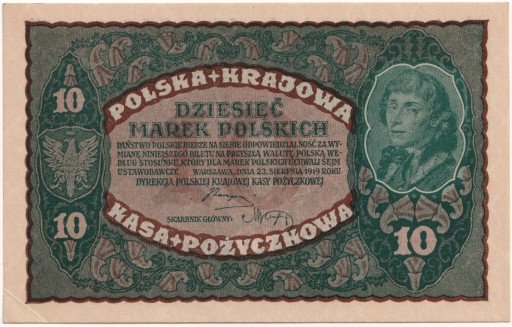 POLSKA+KRAJOWA
10
DZIESIĘĆ
MAREK POLSKICH
PAŃSTWO POLSKIE BIERZE NA SIEBIE ODPOWIEDZIALNOŚĆ ZA WY-
MIANĘ NINIEJSZEGO BILETU NA PRZYSZŁĄ WALUTĘ POLSKĄ WE-
DŁUG STOSUNKU, KTÓRY DLA MAREK POLSKICH UCHWALI SEJM
USTAWODAWCZY. WARSZAWA, DNIA 23. SIERPNIA 1919 ROKU
DYREKCJA POLSKIEJ KRAJOWEJ KASY POŻYCZKOWEJ
SKARBNIK GŁÓWNY:
10
10
KASA+POŻYCZKOWA